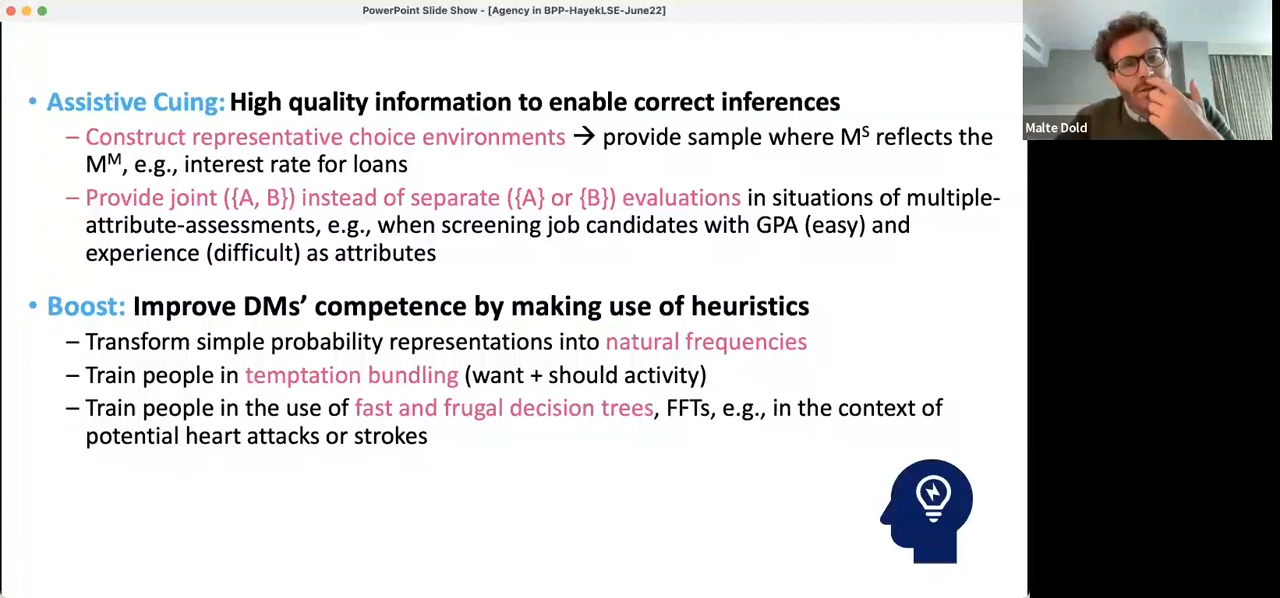 PowerPoint Slide Show - [Agency in BPP-HayekLSE-June22]
• Assistive Cuing: High quality information to enable correct inferences
– Construct representative choice environments → provide sample where Mˢ reflects the
Mᴹ, e.g., interest rate for loans
– Provide joint ({A, B}) instead of separate ({A} or {B}) evaluations in situations of multiple-
attribute-assessments, e.g., when screening job candidates with GPA (easy) and
experience (difficult) as attributes
• Boost: Improve DMs’ competence by making use of heuristics
– Transform simple probability representations into natural frequencies
– Train people in temptation bundling (want + should activity)
– Train people in the use of fast and frugal decision trees, FFTs, e.g., in the context of
potential heart attacks or strokes
Malte Dold